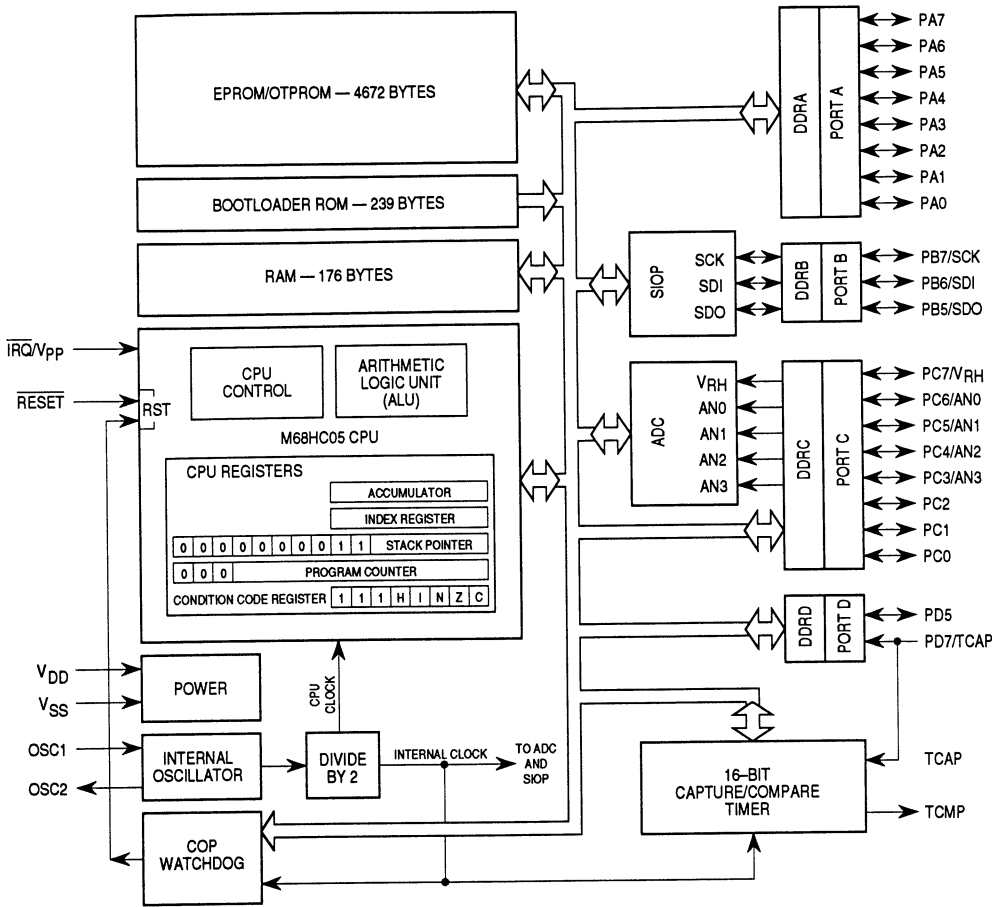 EPROM/OTPROM — 4672 BYTES
BOOTLOADER ROM — 239 BYTES
RAM — 176 BYTES
IRQ/VPP
RESET
RST
CPU
CONTROL
ARITHMETIC
LOGIC UNIT
(ALU)
M68HC05 CPU
CPU REGISTERS
ACCUMULATOR
INDEX REGISTER
0 0 0 0 0 0 0 0 1 1 STACK POINTER
0 0 0 PROGRAM COUNTER
CONDITION CODE REGISTER 1 1 1 H I N Z C
VDD
VSS
POWER
CPU
CLOCK
OSC1
OSC2
INTERNAL
OSCILLATOR
DIVIDE
BY 2
INTERNAL CLOCK
TO ADC
AND
SIOP
COP
WATCHDOG
DDRA
PORT A
PA7
PA6
PA5
PA4
PA3
PA2
PA1
PA0
SIOP
SCK
SDI
SDO
DDRB
PORT B
PB7/SCK
PB6/SDI
PB5/SDO
ADC
VRH
AN0
AN1
AN2
AN3
DDRC
PORT C
PC7/VRH
PC6/AN0
PC5/AN1
PC4/AN2
PC3/AN3
PC2
PC1
PC0
DDRD
PORT D
PD5
PD7/TCAP
16–BIT
CAPTURE/COMPARE
TIMER
TCAP
TCMP